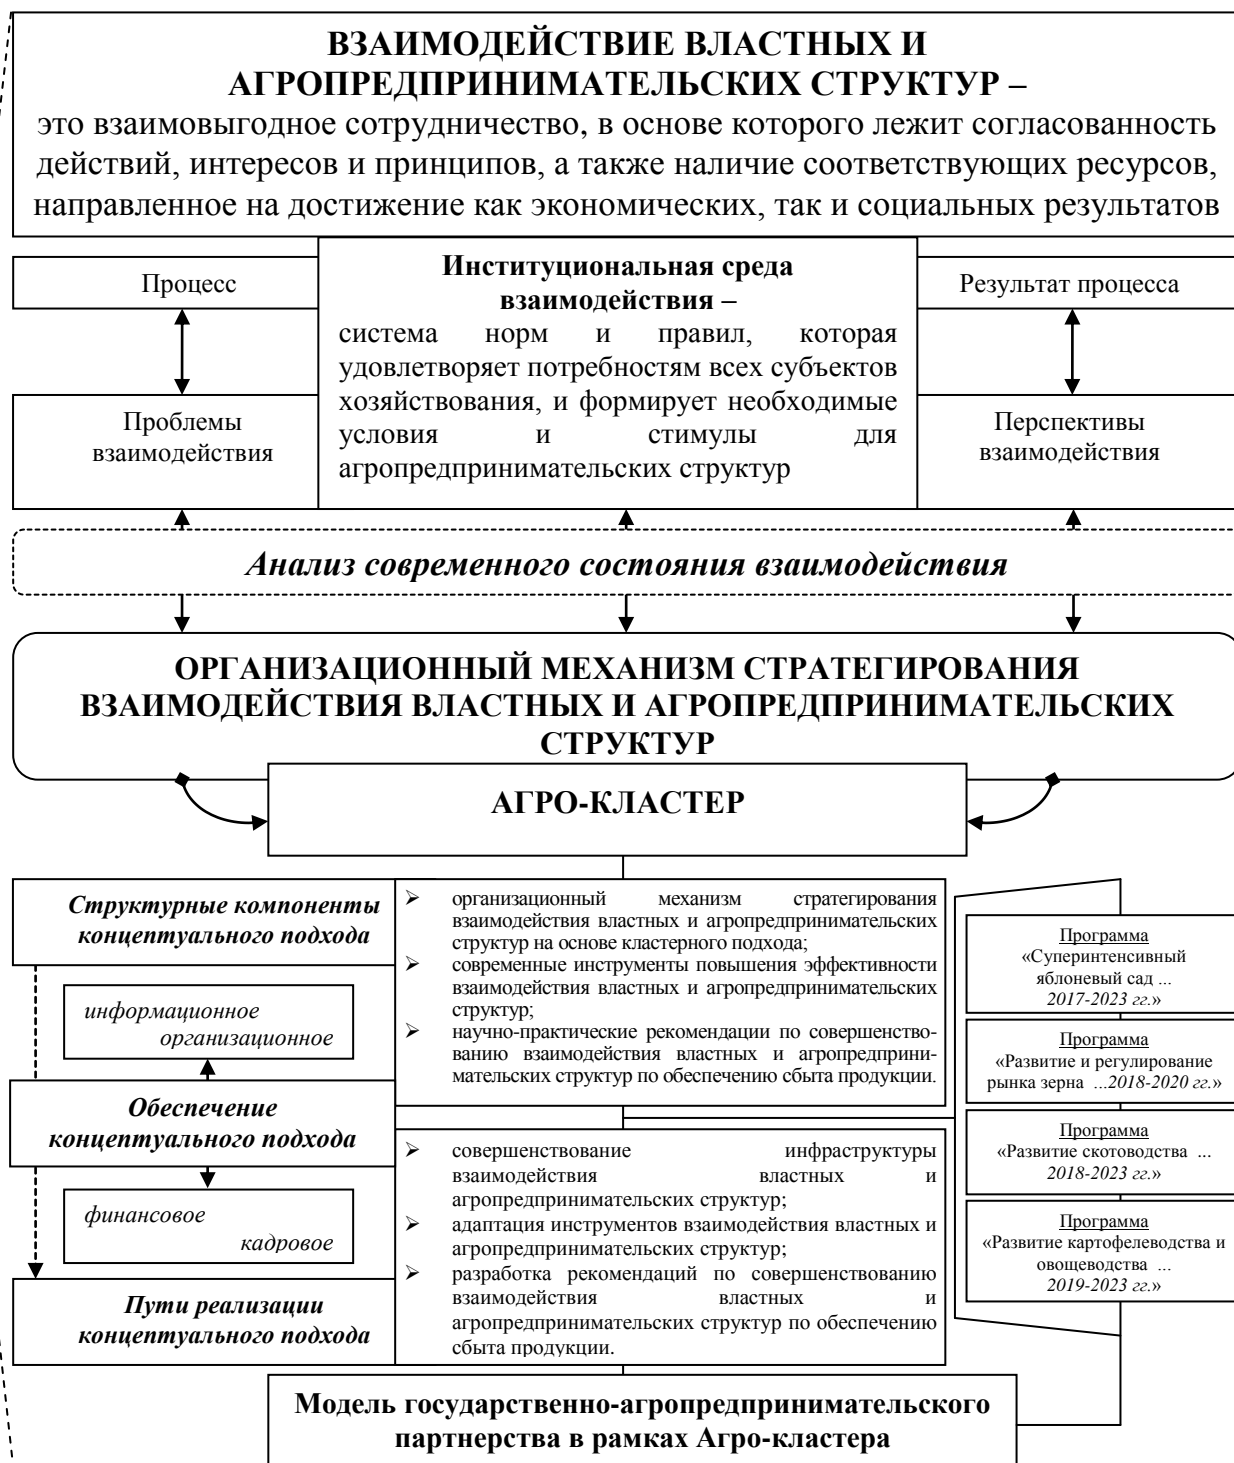 ВЗАИМОДЕЙСТВИЕ ВЛАСТНЫХ И
АГРОПРЕДПРИНИМАТЕЛЬСКИХ СТРУКТУР –
это взаимовыгодное сотрудничество, в основе которого лежит согласованность
действий, интересов и принципов, а также наличие соответствующих ресурсов,
направленное на достижение как экономических, так и социальных результатов
Процесс
Институциональная среда
взаимодействия –
система норм и правил, которая
удовлетворяет потребностям всех субъектов
хозяйствования, и формирует необходимые
условия и стимулы для
агропредпринимательских структур
Результат процесса
Проблемы
взаимодействия
Перспективы
взаимодействия
Анализ современного состояния взаимодействия
ОРГАНИЗАЦИОННЫЙ МЕХАНИЗМ СТРАТЕГИРОВАНИЯ
ВЗАИМОДЕЙСТВИЯ ВЛАСТНЫХ И АГРОПРЕДПРИНИМАТЕЛЬСКИХ
СТРУКТУР
АГРО-КЛАСТЕР
Структурные компоненты
концептуального подхода
информационное
организационное
Обеспечение
концептуального подхода
финансовое
кадровое
Пути реализации
концептуального подхода
➢ организационный механизм стратегирования
взаимодействия властных и агропредпринимательских
структур на основе кластерного подхода;
➢ современные инструменты повышения эффективности
взаимодействия властных и агропредпринимательских
структур;
➢ научно-практические рекомендации по совершенство-
ванию взаимодействия властных и агропредприни-
мательских структур по обеспечению сбыта продукции.
➢ совершенствование инфраструктуры
взаимодействия властных и
агропредпринимательских структур;
➢ адаптация инструментов взаимодействия властных и
агропредпринимательских структур;
➢ разработка рекомендаций по совершенствованию
взаимодействия властных и
агропредпринимательских структур по обеспечению
сбыта продукции.
Программа
«Суперинтенсивный
яблоневый сад ...
2017-2023 гг.»
Программа
«Развитие и регулирование
рынка зерна ...2018-2020 гг.»
Программа
«Развитие скотоводства ...
2018-2023 гг.»
Программа
«Развитие картофелеводства и
овощеводства ...
2019-2023 гг.»
Модель государственно-агропредпринимательского
партнерства в рамках Агро-кластера